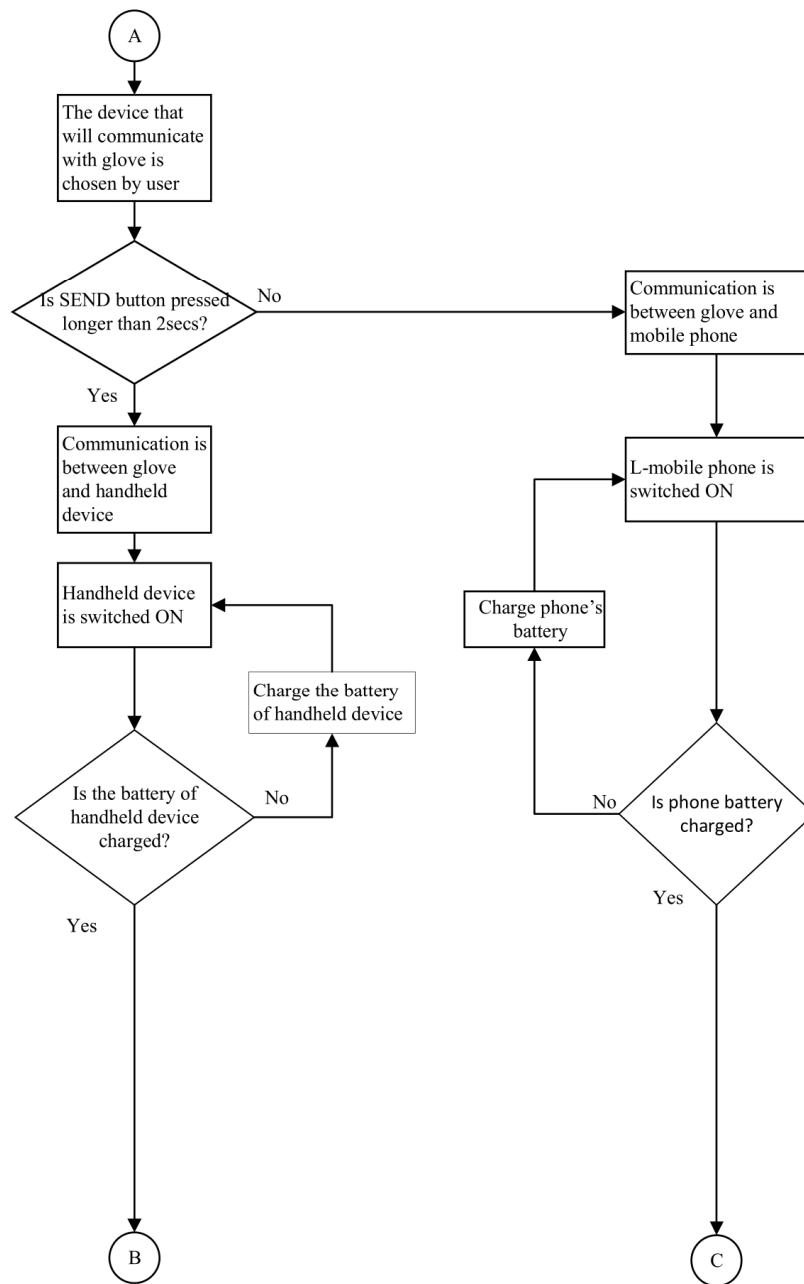 A
The device that
will communicate
with glove is
chosen by user
Is SEND button pressed
longer than 2secs?
No
Yes
Communication is
between glove and
mobile phone
Communication is
between glove
and handheld
device
L-mobile phone is
switched ON
Handheld device
is switched ON
Charge phone’s
battery
Charge the battery
of handheld device
Is the battery of
handheld device
charged?
No
Yes
Is phone battery
charged?
No
Yes
B
C